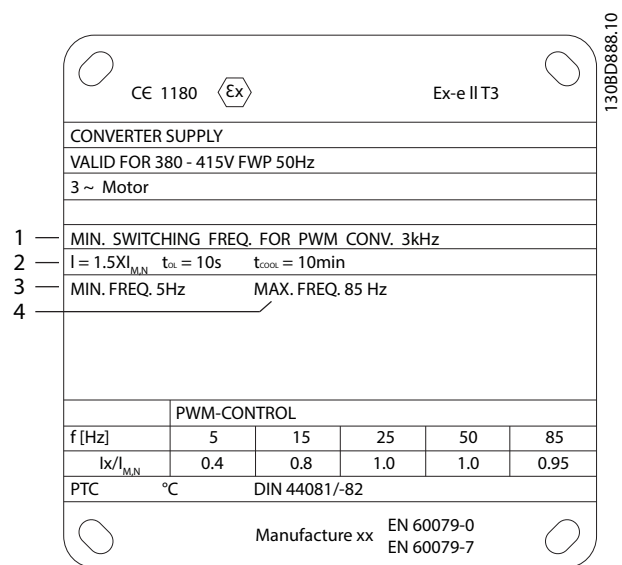 130BD888.10
CE 1180 Ex Ex-e ll T3
CONVERTER SUPPLY
VALID FOR 380 - 415V FWP 50Hz
3 ~ Motor
1 MIN. SWITCHING FREQ. FOR PWM CONV. 3kHz
2 I = 1.5XI M,N tOL = 10s tCOOL = 10min
3 MIN. FREQ. 5Hz MAX. FREQ. 85 Hz
4
PWM-CONTROL
f [Hz] 5 15 25 50 85
Ix/I M,N 0.4 0.8 1.0 1.0 0.95
PTC °C DIN 44081/-82
Manufacture xx EN 60079-0
EN 60079-7